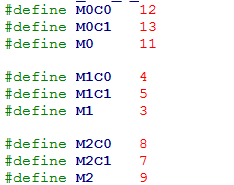 #define M0C0 12
#define M0C1 13
#define M0 11
#define M1C0 4
#define M1C1 5
#define M1 3
#define M2C0 8
#define M2C1 7
#define M2 9